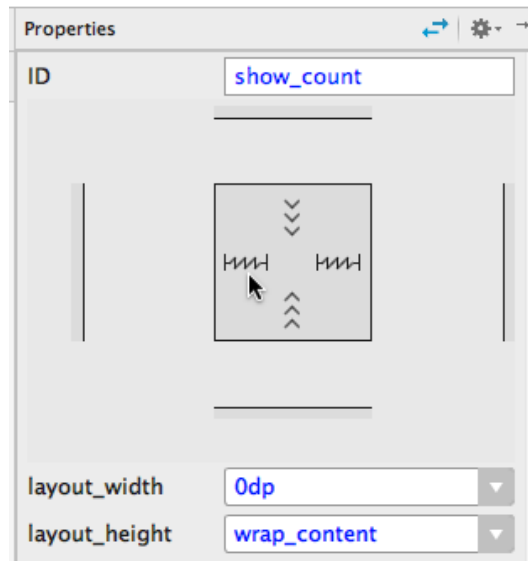 Properties
ID
show_count
layout_width
0dp
layout_height
wrap_content